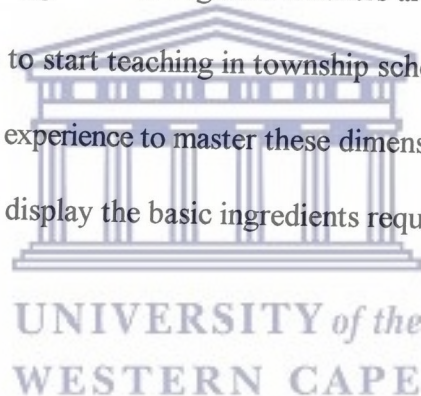 to start teaching in township sch
experience to master these dimens
display the basic ingredients requ
UNIVERSITY of the
WESTERN CAPE